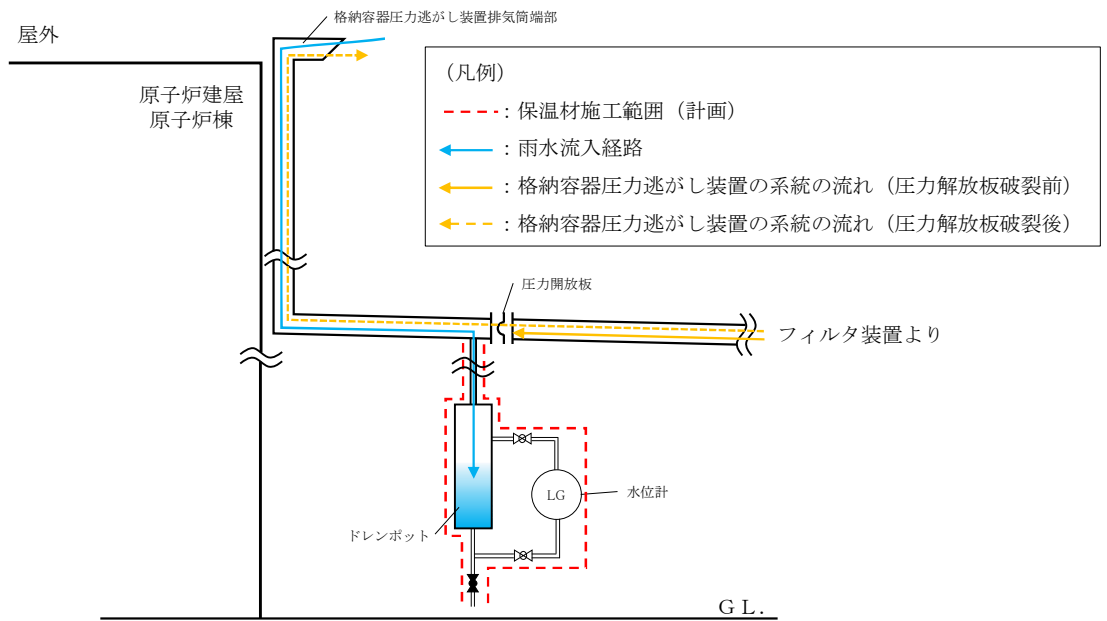 屋外
格納容器圧力逃がし装置排気筒端部
原子炉建屋
原子炉棟
（凡例）
：保温材施工範囲（計画）
：雨水流入経路
：格納容器圧力逃がし装置の系統の流れ（圧力解放板破裂前）
：格納容器圧力逃がし装置の系統の流れ（圧力解放板破裂後）
圧力開放板
フィルタ装置より
LG
水位計
ドレンポット
ＧＬ．